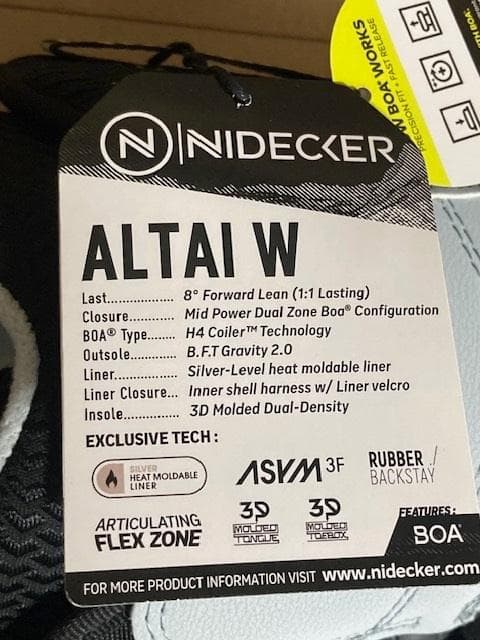 W BOA WORKS
PRECISION FIT + FAST RELEASE
N|NIDECKER
ALTAI W
Last.................. 8° Forward Lean (1:1 Lasting)
Closure............ Mid Power Dual Zone Boa® Configuration
BOA® Type........ H4 Coiler™ Technology
Outsole............ B.F.T Gravity 2.0
Liner................. Silver-Level heat moldable liner
Liner Closure... Inner shell harness w/ Liner velcro
Insole............... 3D Molded Dual-Density
EXCLUSIVE TECH :
SILVER
HEAT MOLDABLE
LINER
ASYM 3F
RUBBER /
BACKSTAY
ARTICULATING
FLEX ZONE
3D
MOLDED
TONGUE
3D
MOLDED
TOEBOX
FEATURES:
BOA
FOR MORE PRODUCT INFORMATION VISIT www.nidecker.com